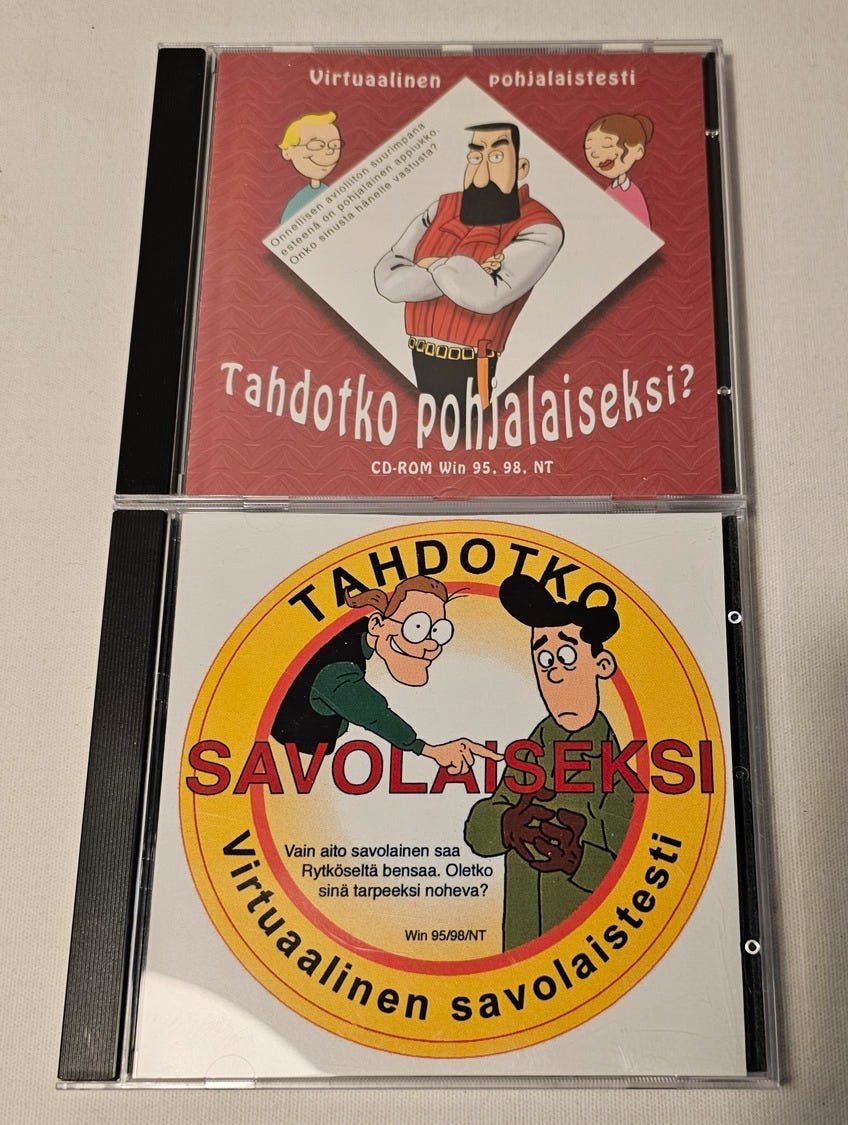 Virtuaalinen pohjalaistesti
Onnellisen avioliiton suurimpana
esteenä on pohjalainen appiukko.
Onko sinusta hänelle vastusta?
Tahdotko pohjalaiseksi?
CD-ROM Win 95, 98, NT
TAHDOTKO
SAVOLAISEKSI
Vain aito savolainen saa
Rytköseltä bensaa. Oletko
sinä tarpeeksi noheva?
Win 95/98/NT
Virtuaalinen savolaistesti